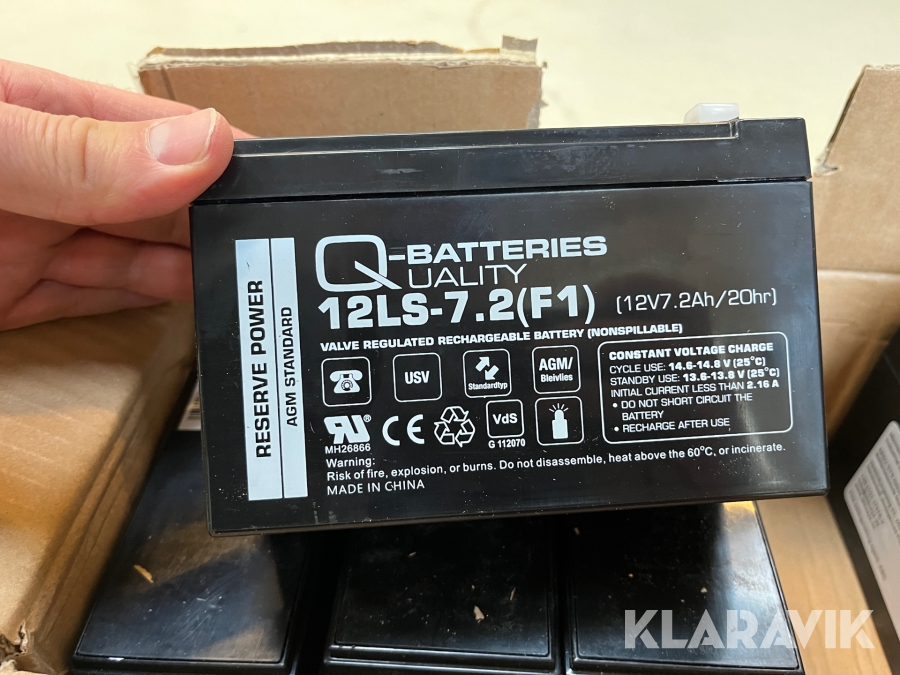 RESERVE POWER
AGM STANDARD
Q-BATTERIES
UALITY
12LS-7.2(F1) (12V7.2Ah/20hr)
VALVE REGULATED RECHARGEABLE BATTERY (NONSPILLABLE)
USV
Standardtyp
AGM/
Bleivlies
CONSTANT VOLTAGE CHARGE
CYCLE USE: 14.6-14.8 V (25°C)
STANDBY USE: 13.6-13.8 V (25°C)
INITIAL CURRENT LESS THAN 2.16 A
• DO NOT SHORT CIRCUIT THE
BATTERY
• RECHARGE AFTER USE
MH26866
CE
VdS
G 112070
Warning:
Risk of fire, explosion, or burns. Do not disassemble, heat above the 60°C, or incinerate.
MADE IN CHINA
KLARAVIK